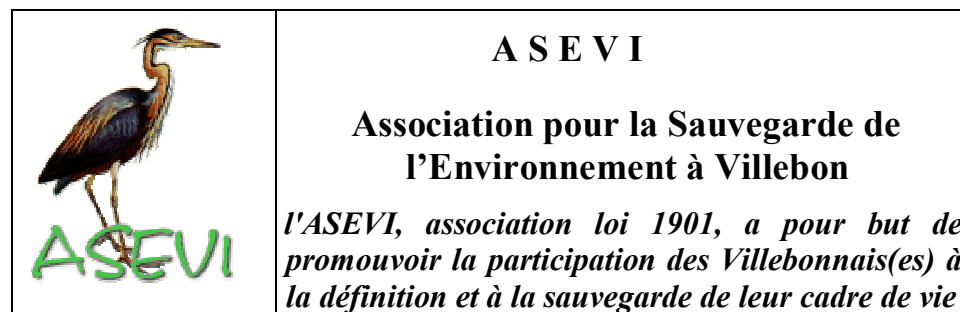 ASEVI
A S E V I
Association pour la Sauvegarde de
l’Environnement à Villebon
l'ASEVI, association loi 1901, a pour but de
promouvoir la participation des Villebonnais(es) à
la définition et à la sauvegarde de leur cadre de vie